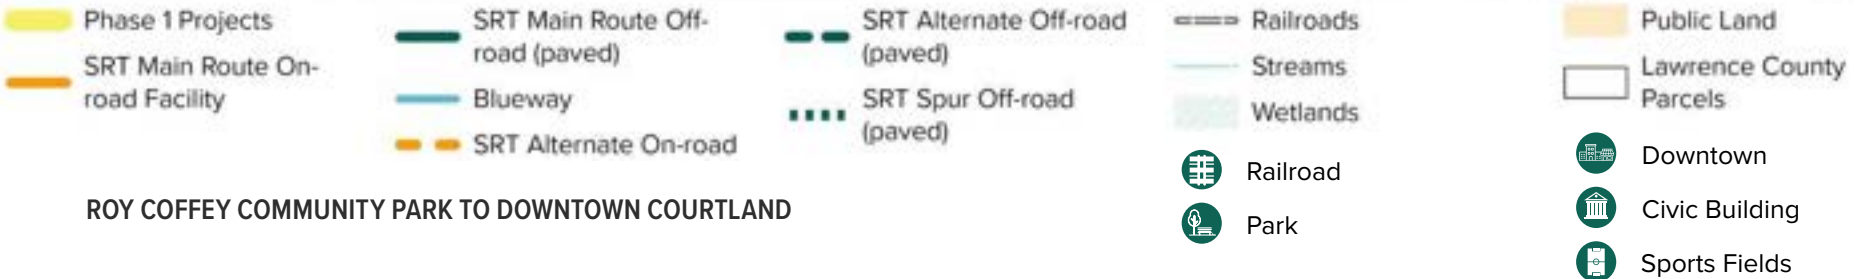 Phase 1 Projects
SRT Main Route On-
road Facility
SRT Main Route Off-
road (paved)
Blueway
SRT Alternate On-road
SRT Alternate Off-road
(paved)
SRT Spur Off-road
(paved)
Railroads
Streams
Wetlands
Railroad
Park
Public Land
Lawrence County
Parcels
Downtown
Civic Building
Sports Fields
ROY COFFEY COMMUNITY PARK TO DOWNTOWN COURTLAND